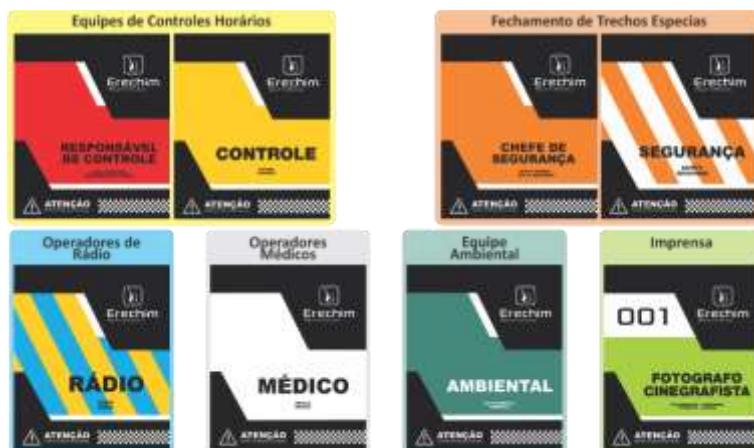 Equipes de Controles Horários
Erechim
RESPONSÁVEL
DE CONTROLE
ATENÇÃO
Erechim
CONTROLE
ATENÇÃO
Fechamento de Trechos Especias
Erechim
CHEFE DE
SEGURANÇA
ATENÇÃO
Erechim
SEGURANÇA
ATENÇÃO
Operadores de
Rádio
Erechim
RÁDIO
ATENÇÃO
Operadores
Médicos
Erechim
MÉDICO
ATENÇÃO
Equipe
Ambiental
Erechim
AMBIENTAL
ATENÇÃO
Imprensa
Erechim
001
FOTOGRAFO
CINEGRAFISTA
ATENÇÃO